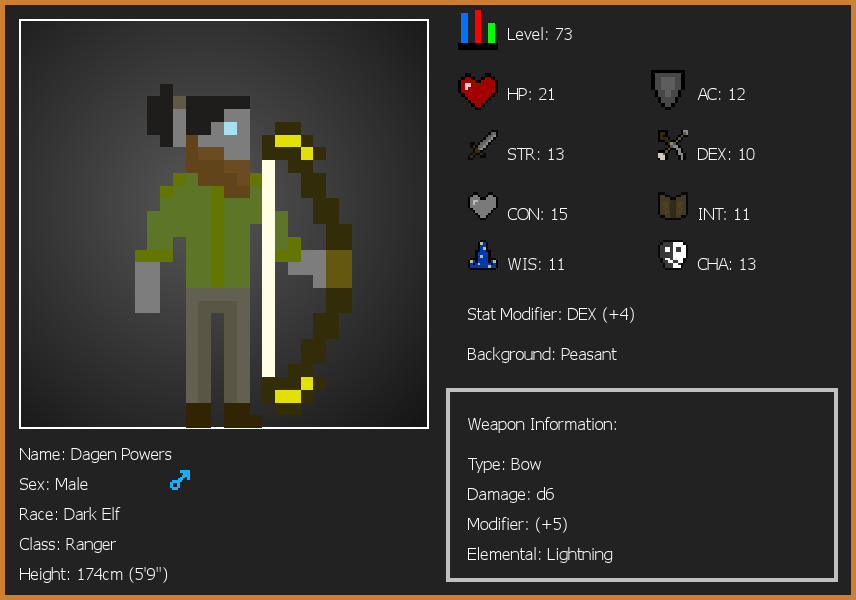 Level: 73
HP: 21
AC: 12
STR: 13
DEX: 10
CON: 15
INT: 11
WIS: 11
CHA: 13
Stat Modifier: DEX (+4)
Background: Peasant
Weapon Information:
Type: Bow
Damage: d6
Modifier: (+5)
Elemental: Lightning
Name: Dagen Powers
Sex: Male
Race: Dark Elf
Class: Ranger
Height: 174cm (5'9")